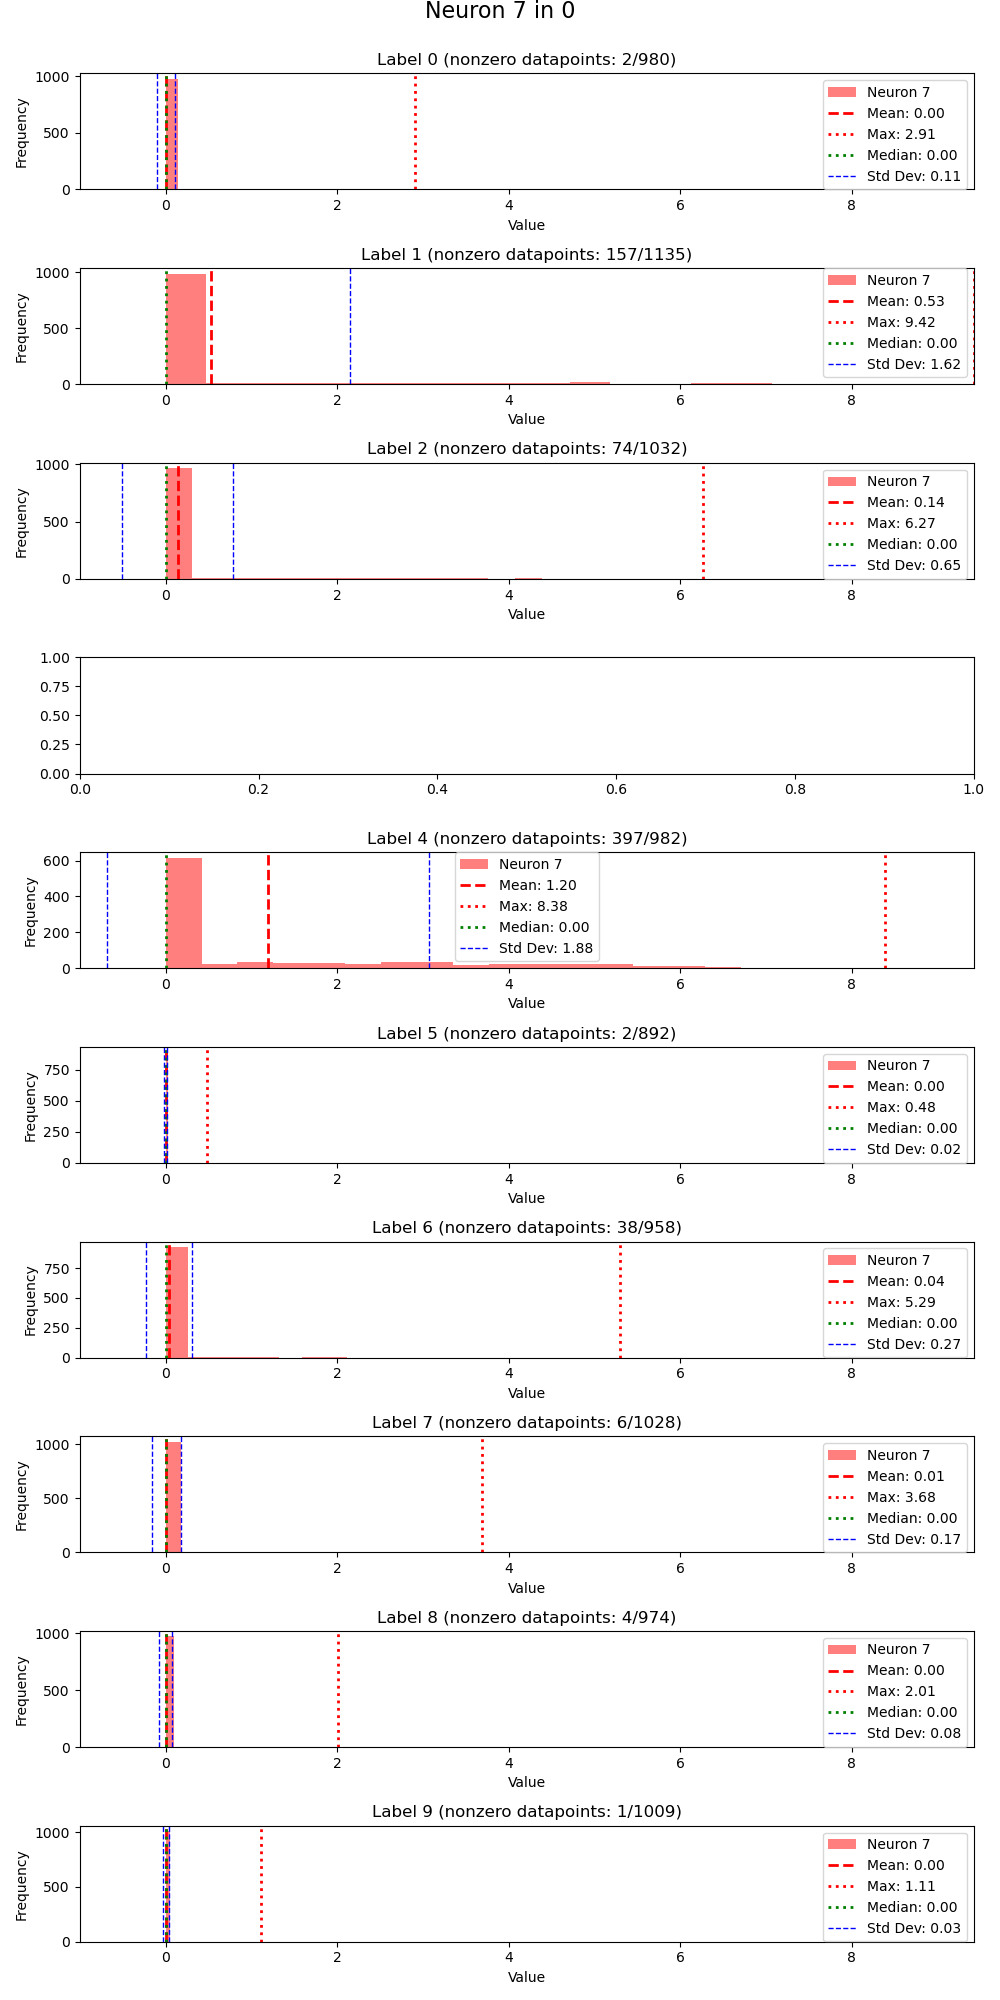 Neuron 7 in 0
Label 0 (nonzero datapoints: 2/980)
Frequency
1000
500
0
Neuron 7
Mean: 0.00
Max: 2.91
Median: 0.00
Std Dev: 0.11
0 2 4 6 8
Value
Label 1 (nonzero datapoints: 157/1135)
Frequency
1000
500
0
Neuron 7
Mean: 0.53
Max: 9.42
Median: 0.00
Std Dev: 1.62
0 2 4 6 8
Value
Label 2 (nonzero datapoints: 74/1032)
Frequency
1000
500
0
Neuron 7
Mean: 0.14
Max: 6.27
Median: 0.00
Std Dev: 0.65
0 2 4 6 8
Value
1.00
0.75
0.50
0.25
0.00
0.0 0.2 0.4 0.6 0.8 1.0
Label 4 (nonzero datapoints: 397/982)
Frequency
600
400
200
0
Neuron 7
Mean: 1.20
Max: 8.38
Median: 0.00
Std Dev: 1.88
0 2 4 6 8
Value
Label 5 (nonzero datapoints: 2/892)
Frequency
750
500
250
0
Neuron 7
Mean: 0.00
Max: 0.48
Median: 0.00
Std Dev: 0.02
0 2 4 6 8
Value
Label 6 (nonzero datapoints: 38/958)
Frequency
750
500
250
0
Neuron 7
Mean: 0.04
Max: 5.29
Median: 0.00
Std Dev: 0.27
0 2 4 6 8
Value
Label 7 (nonzero datapoints: 6/1028)
Frequency
1000
500
0
Neuron 7
Mean: 0.01
Max: 3.68
Median: 0.00
Std Dev: 0.17
0 2 4 6 8
Value
Label 8 (nonzero datapoints: 4/974)
Frequency
1000
500
0
Neuron 7
Mean: 0.00
Max: 2.01
Median: 0.00
Std Dev: 0.08
0 2 4 6 8
Value
Label 9 (nonzero datapoints: 1/1009)
Frequency
1000
500
0
Neuron 7
Mean: 0.00
Max: 1.11
Median: 0.00
Std Dev: 0.03
0 2 4 6 8
Value